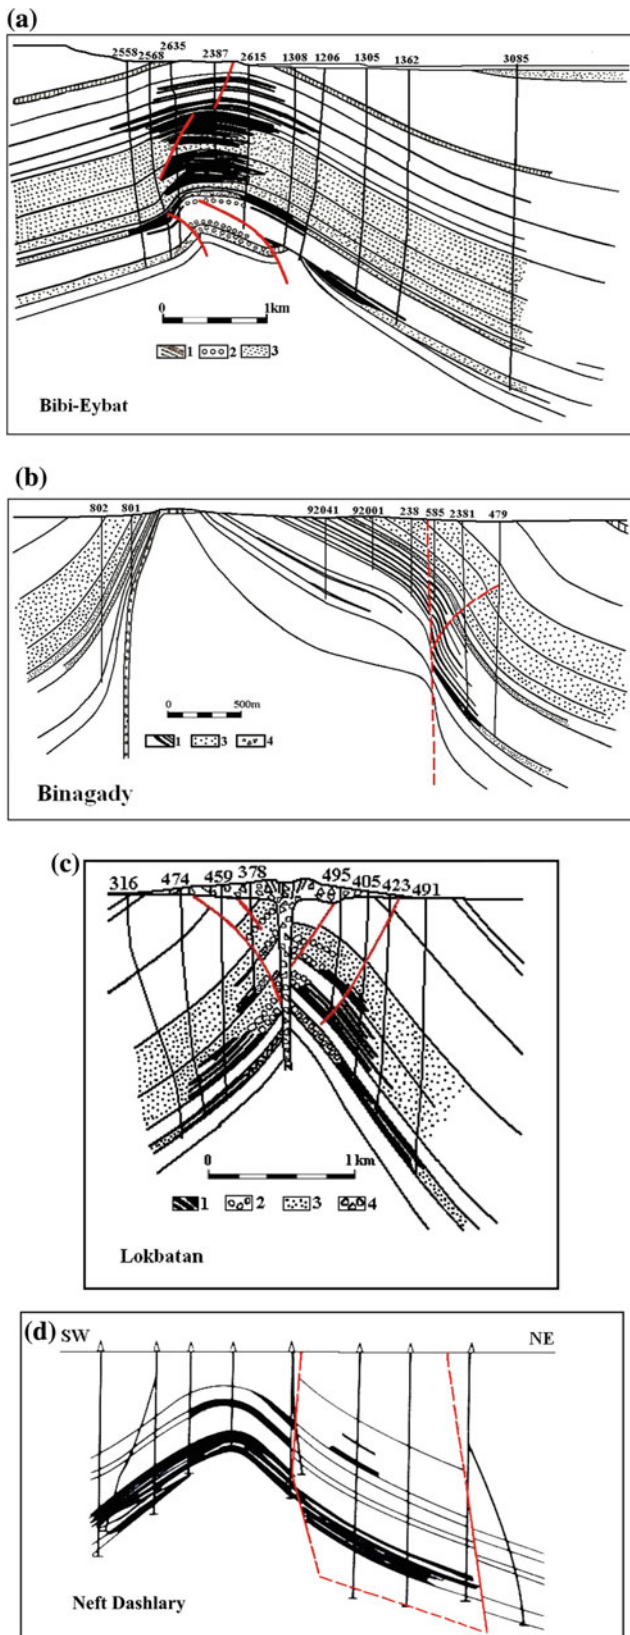 (a)
2558 2568 2635 2387 2615 1308 1206 1305 1362 3085
0 1km
1 2 3
Bibi-Eybat
(b)
802 801 92041 92001 238 585 2381 479
0 500m
1 3 4
Binagady
(c)
316 474 459 378 495 405 423 491
0 1 km
1 2 3 4
Lokbatan
(d)
SW NE
Neft Dashlary